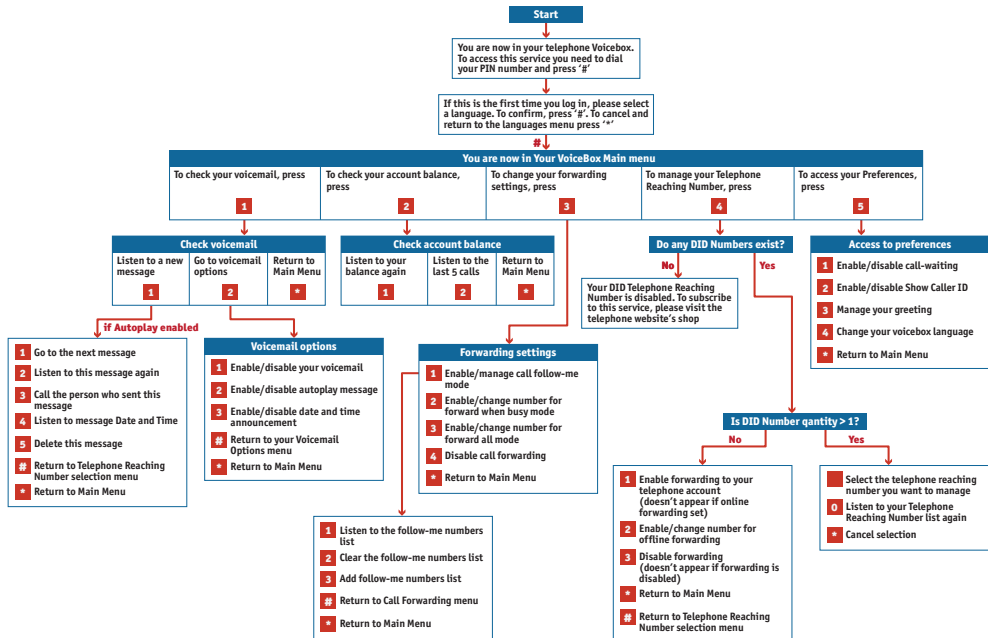 Start
You are now in your telephone Voicebox.
To access this service you need to dial
your PIN number and press ‘#’
If this is the first time you log in, please select
a language. To confirm, press ‘#’. To cancel and
return to the languages menu press ‘*’
#
You are now in Your VoiceBox Main menu
To check your voicemail, press
1
To check your account balance,
press
2
To change your forwarding
settings, press
3
To manage your Telephone
Reaching Number, press
4
To access your Preferences,
press
5
Check voicemail
Listen to a new
message
1
Go to voicemail
options
2
Return to
Main Menu
*
Check account balance
Listen to your
balance again
1
Listen to the
last 5 calls
2
Return to
Main Menu
*
Do any DID Numbers exist?
No
Yes
Your DID Telephone Reaching
Number is disabled. To subscribe
to this service, please visit the
telephone website’s shop
Access to preferences
1 Enable/disable call-waiting
2 Enable/disable Show Caller ID
3 Manage your greeting
4 Change your voicebox language
* Return to Main Menu
if Autoplay enabled
1 Go to the next message
2 Listen to this message again
3 Call the person who sent this
message
4 Listen to message Date and Time
5 Delete this message
# Return to Telephone Reaching
Number selection menu
* Return to Main Menu
Voicemail options
1 Enable/disable your voicemail
2 Enable/disable autoplay message
3 Enable/disable date and time
announcement
# Return to your Voicemail
Options menu
* Return to Main Menu
Forwarding settings
1 Enable/manage call follow-me
mode
2 Enable/change number for
forward when busy mode
3 Enable/change number for
forward all mode
4 Disable call forwarding
* Return to Main Menu
Is DID Number qantity > 1?
No
Yes
1 Listen to the follow-me numbers
list
2 Clear the follow-me numbers list
3 Add follow-me numbers list
# Return to Call Forwarding menu
* Return to Main Menu
1 Enable forwarding to your
telephone account
(doesn’t appear if online
forwarding set)
2 Enable/change number for
offline forwarding
3 Disable forwarding
(doesn’t appear if forwarding is
disabled)
* Return to Main Menu
# Return to Telephone Reaching
Number selection menu
Select the telephone reaching
number you want to manage
0 Listen to your Telephone
Reaching Number list again
* Cancel selection